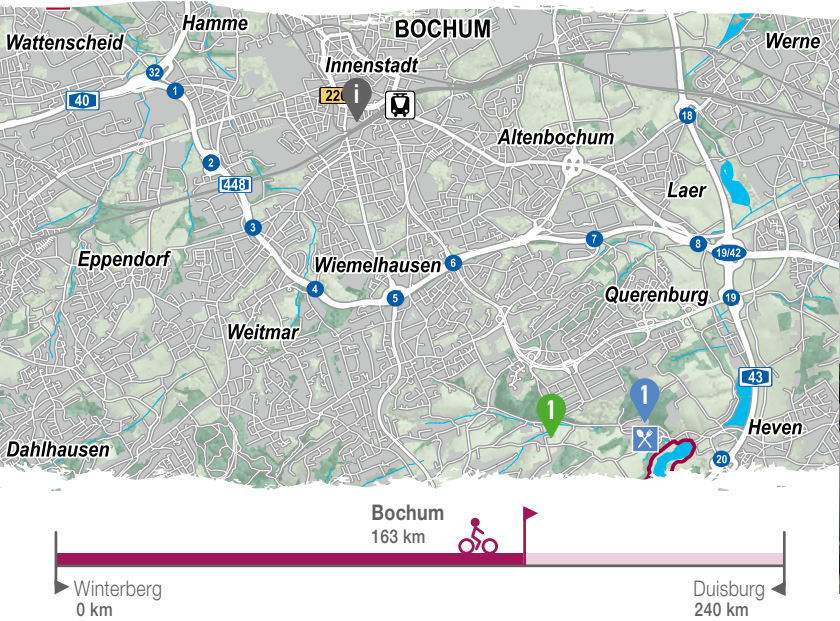 Hamme
BOCHUM
Wattenscheid
Werne
Innenstadt
32
40
1
226
i
18
Altenbochum
2
448
Laer
3
7
8
19/42
Eppendorf
Wiemelhausen
6
4
5
Querenburg
19
Weitmar
43
1
1
Heven
Dahlhausen
20
Bochum
163 km
Winterberg
0 km
Duisburg
240 km